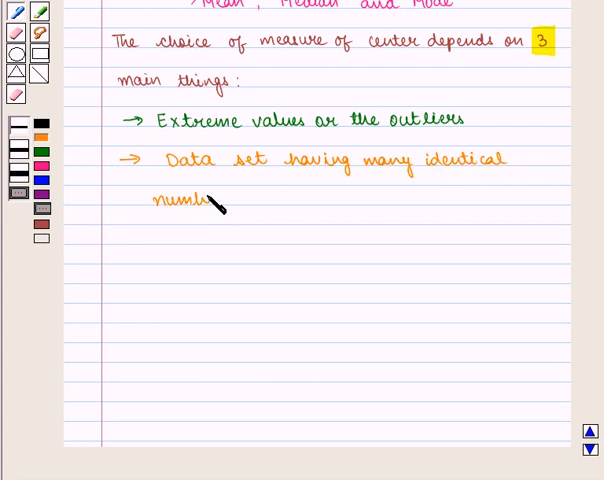 Mean, Median and Mode
The choice of measure of center depends on 3
main things:
→ Extreme values or the outliers
→ Data set having many identical
numb